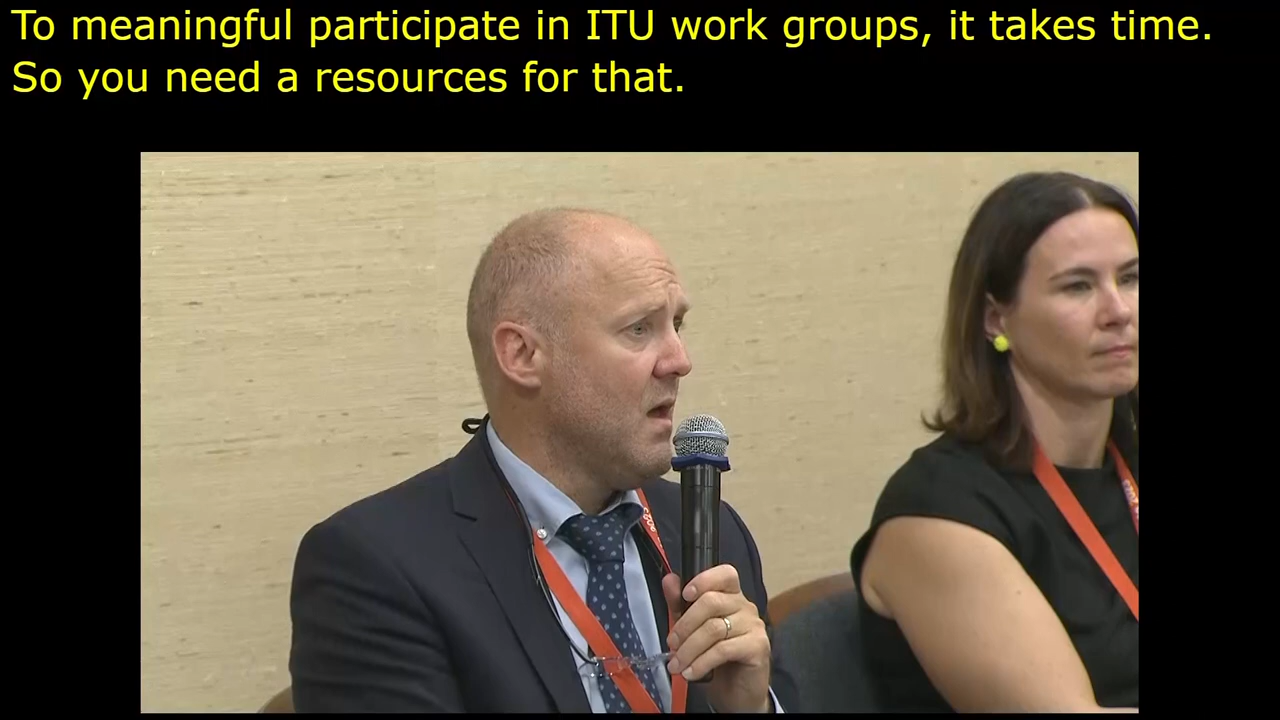 To meaningful participate in ITU work groups, it takes time.
So you need a resources for that.